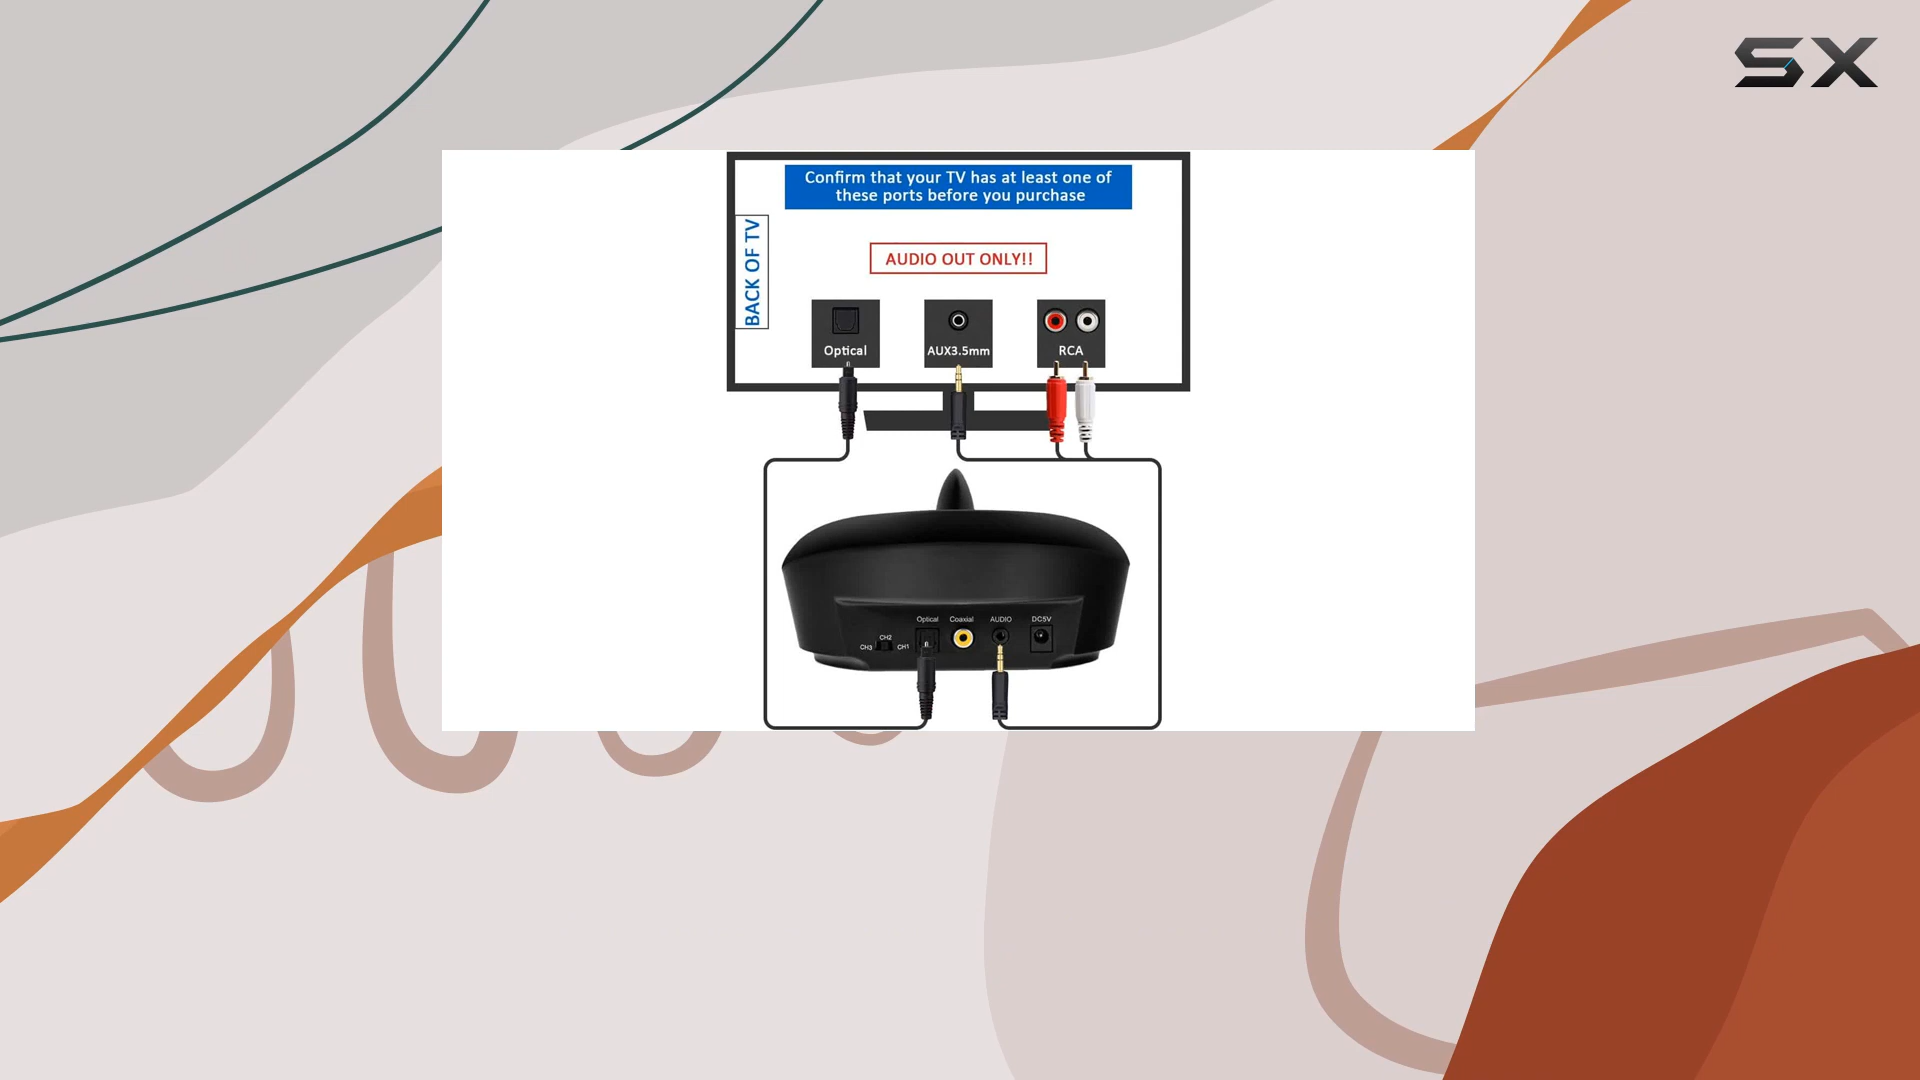 SX
Confirm that your TV has at least one of
these ports before you purchase
BACK OF TV
AUDIO OUT ONLY!!
Optical
AUX3.5mm
RCA
Optical
Coaxial
AUDIO
DC5V
CH2
CH3
CH1